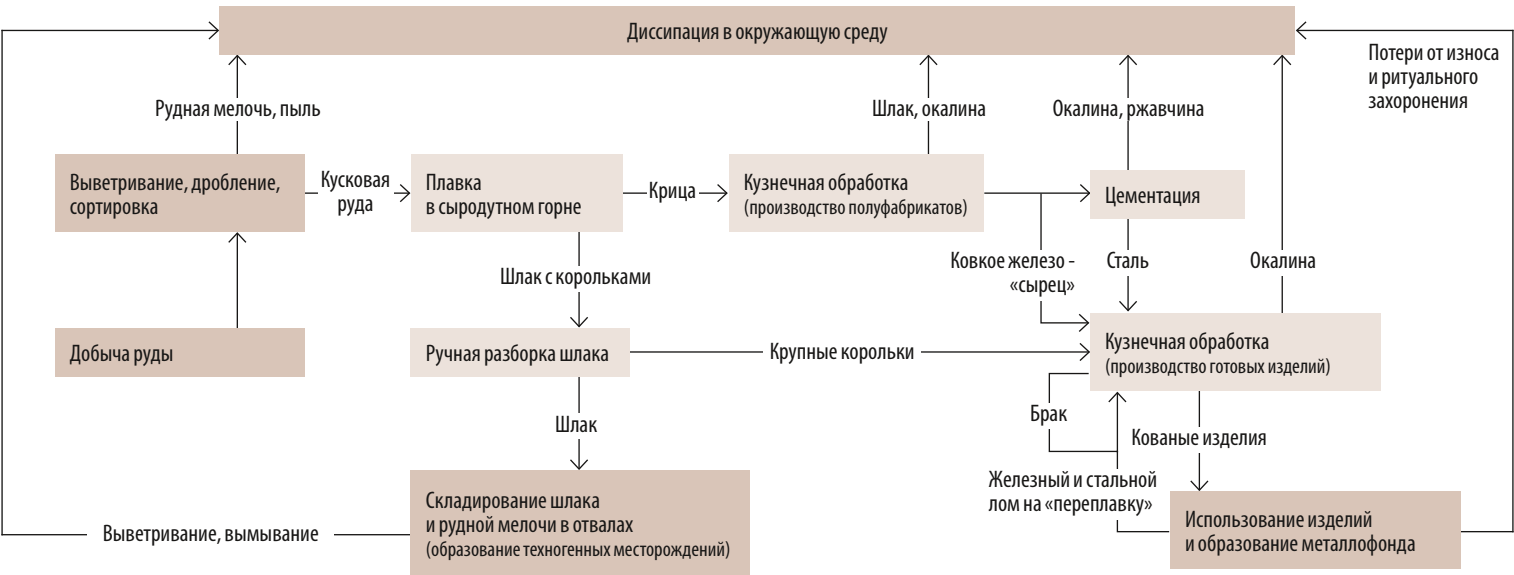 Диссипация в окружающую среду
Потери от износа
и ритуального
захоронения
Рудная мелочь, пыль
Шлак, окалина
Окалина, ржавчина
Выветривание, дробление,
сортировка
Кусковая
руда
Плавка
в сыродутном горне
Крица
Кузнечная обработка
(производство полуфабрикатов)
Цементация
Шлак с корольками
Ковкое железо -
«сырец»
Сталь
Окалина
Добыча руды
Ручная разборка шлака
Крупные корольки
Кузнечная обработка
(производство готовых изделий)
Шлак
Брак
Кованые изделия
Железный и стальной
лом на «переплавку»
Складирование шлака
и рудной мелочи в отвалах
(образование техногенных месторождений)
Выветривание, вымывание
Использование изделий
и образование металлофонда